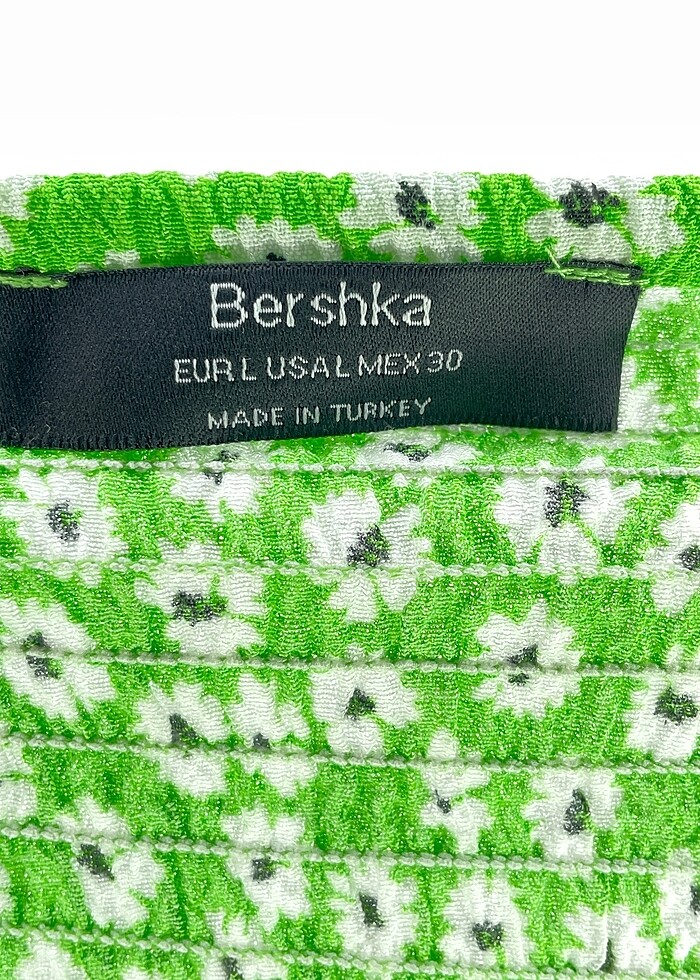 Bershka
EUR L USA L MEX 30
MADE IN TURKEY